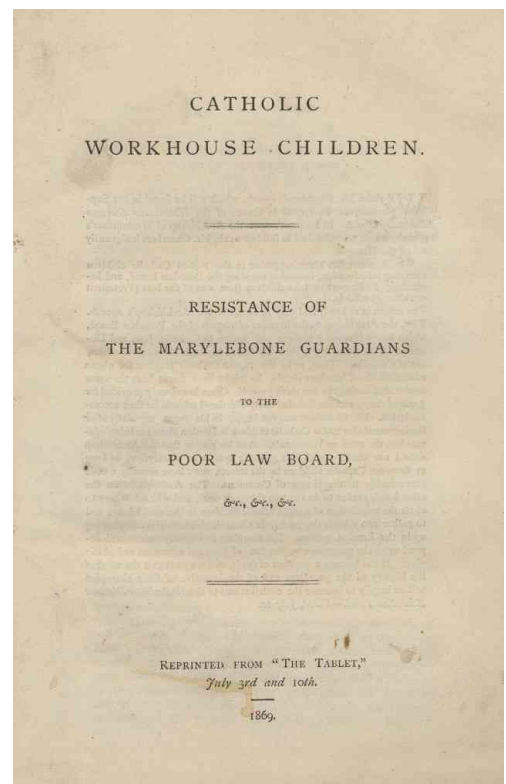 CATHOLIC
WORKHOUSE CHILDREN.
RESISTANCE OF
THE MARYLEBONE GUARDIANS
TO THE
POOR LAW BOARD,
&c., &c., &c.
REPRINTED FROM "THE TABLET,"
July 3rd and 10th.
1869.